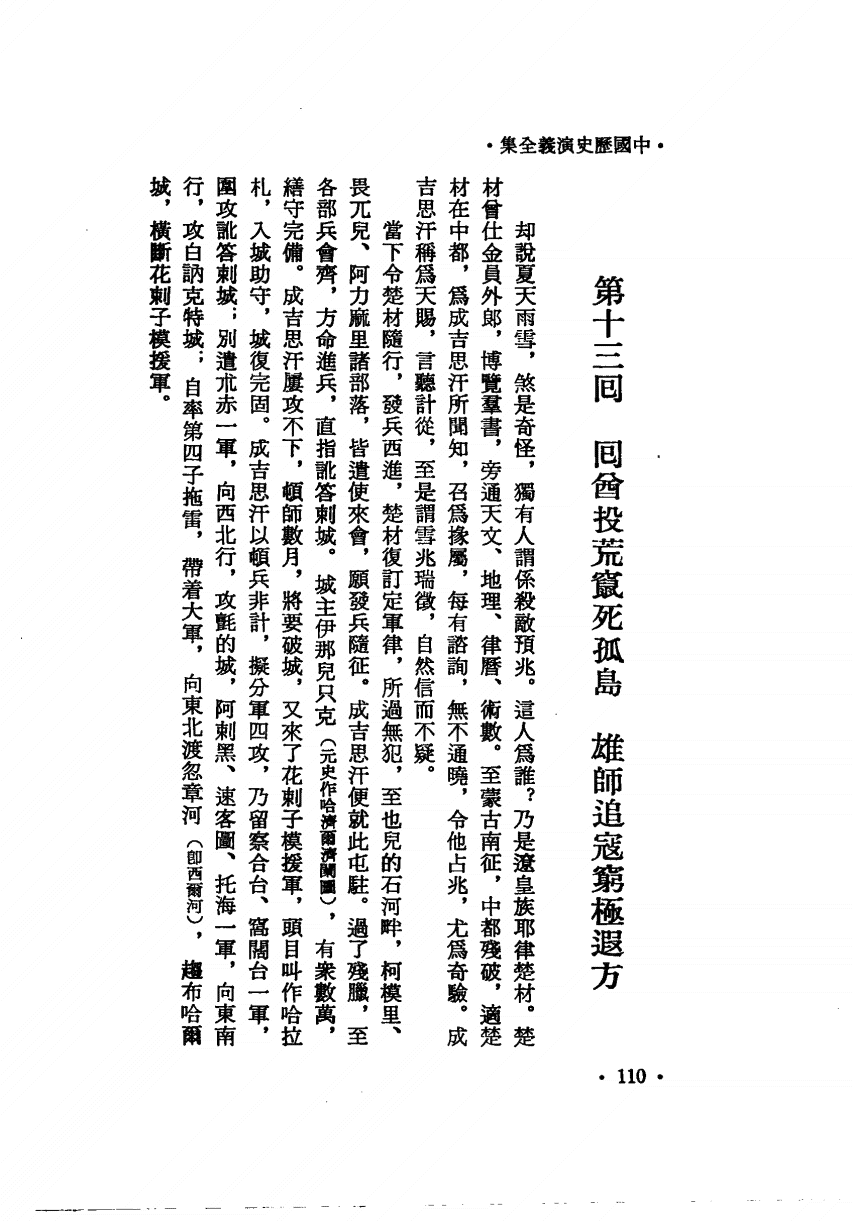 ·中國歷史演義全集·
第十三回　回酋投荒竄死孤島　雄師追寇窮極遐方
却說夏天雨雪，煞是奇怪，獨有人謂係殺敵預兆。這人爲誰？乃是遼皇族耶律楚材。楚
材曾仕金員外郎，博覽羣書，旁通天文、地理、律曆、術數。至蒙古南征，中都殘破，適楚
材在中都，爲成吉思汗所聞知，召爲掾屬，每有諮詢，無不通曉，令他占兆，尤爲奇驗。成
吉思汗稱爲天賜，言聽計從，至是謂雪兆瑞徵，自然信而不疑。
當下令楚材隨行，發兵西進，楚材復訂定軍律，所過無犯，至也兒的石河畔，柯模里、
畏兀兒、阿力麻里諸部落，皆遣使來會，願發兵隨征。成吉思汗便就此屯駐。過了殘臘，至
各部兵會齊，方命進兵，直指訛答剌城。城主伊那兒只克（元史作哈濟爾濟蘭圖），有衆數萬，
繕守完備。成吉思汗屢攻不下，頓師數月，將要破城，又來了花剌子模援軍，頭目叫作哈拉
札，入城助守，城復完固。成吉思汗以頓兵非計，擬分軍四攻，乃留察合台、窩闊台一軍，
圍攻訛答剌城；別遣朮赤一軍，向西北行，攻氈的城，阿剌黑、速客圖、托海一軍，向東南
行，攻白訥克特城；自率第四子拖雷，帶着大軍，向東北渡忽章河（卽西爾河），趨布哈爾
城，橫斷花剌子模援軍。
·110·